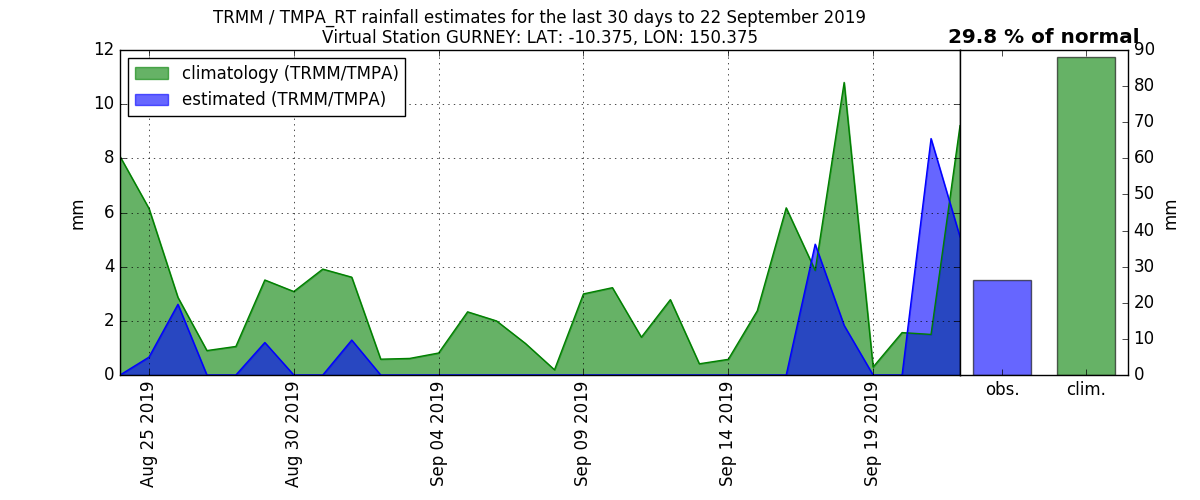 TRMM / TMPA_RT rainfall estimates for the last 30 days to 22 September 2019
Virtual Station GURNEY: LAT: -10.375, LON: 150.375
29.8 % of normal
climatology (TRMM/TMPA)
estimated (TRMM/TMPA)
12
10
8
6
4
2
0
mm
90
80
70
60
50
40
30
20
10
0
mm
obs.
clim.
Aug 25 2019
Aug 30 2019
Sep 04 2019
Sep 09 2019
Sep 14 2019
Sep 19 2019